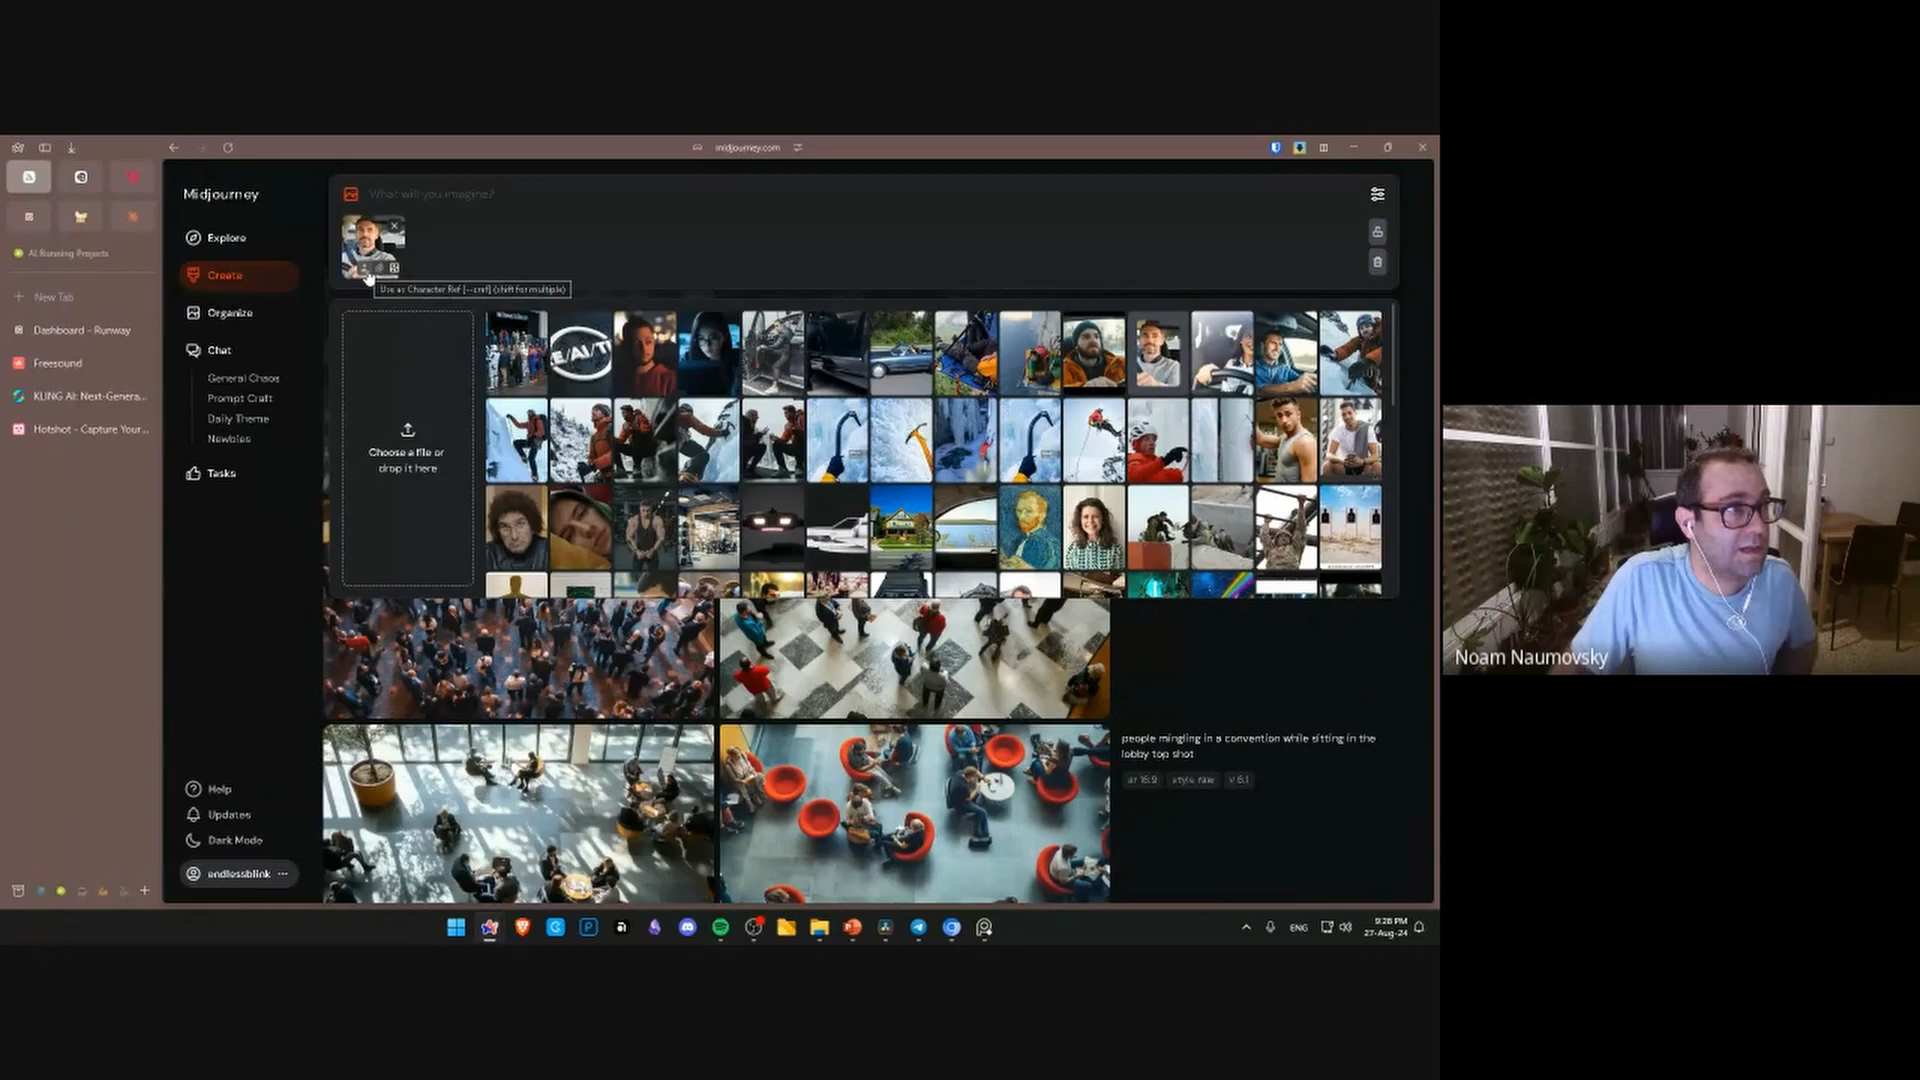 midjourney.com
Midjourney
What will you imagine?
Explore
Create
Use as Character Ref [--cref] (shift for multiple)
Organize
Chat
General Chaos
Prompt Craft
Daily Theme
Newbies
Tasks
AI Running Projects
New Tab
Dashboard - Runway
Freesound
KLING AI: Next-Genera...
Hotshot - Capture Your...
Choose a file or
drop it here
people mingling in a convention while sitting in the
lobby top shot
ar 16:9 style raw v 6.1
Help
Updates
Dark Mode
endlessblink
ENG
9:28 PM
27-Aug-24
Noam Naumovsky